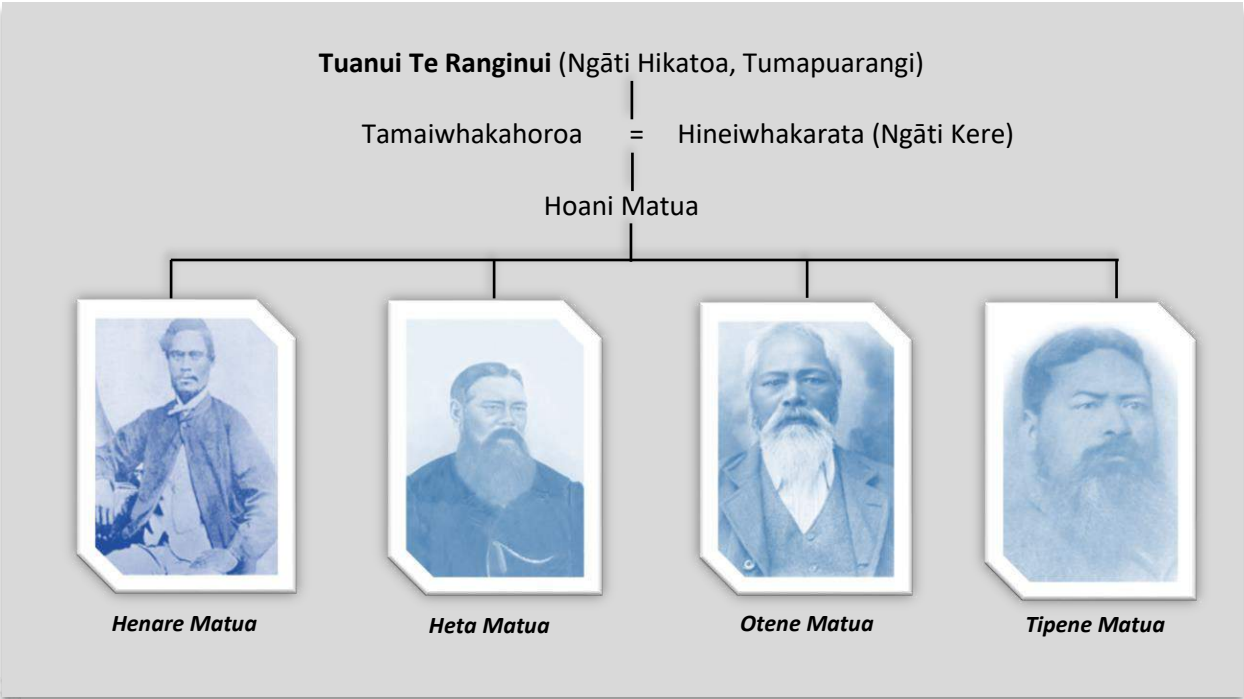 Tuanui Te Ranginui (Ngāti Hikatoa, Tumapuarangi)
Tamaiwhakahoroa = Hineiwhakarata (Ngāti Kere)
Hoani Matua
Henare Matua
Heta Matua
Otene Matua
Tipene Matua